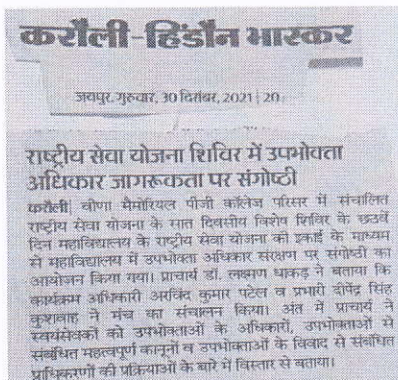 करौली-हिंडौन भास्कर
जयपुर, गुरुवार, 30 दिसंबर, 2021 | 20
राष्ट्रीय सेवा योजना शिविर में उपभोक्ता
अधिकार जागरूकता पर संगोष्ठी
करौली| वीणा मैमोरियल पीजी कॉलेज परिसर में संचालित
राष्ट्रीय सेवा योजना के सात दिवसीय विशेष शिविर के छठवें
दिन महाविद्यालय के राष्ट्रीय सेवा योजना की इकाई के माध्यम
से महाविद्यालय में उपभोक्ता अधिकार संरक्षण पर संगोष्ठी का
आयोजन किया गया। प्राचार्य डॉ. लक्ष्मण धाकड़ ने बताया कि
कार्यक्रम अधिकारी अरविंद कुमार पटेल व प्रभारी दीपेंद्र सिंह
कुशवाह ने मंच का संचालन किया। अंत में प्राचार्य ने
स्वयंसेवकों को उपभोक्ताओं के अधिकारों, उपभोक्ताओं से
संबंधित महत्वपूर्ण कानूनों व उपभोक्ताओं के विवाद से संबंधित
प्राधिकरणों की प्रक्रियाओं के बारे में विस्तार से बताया।